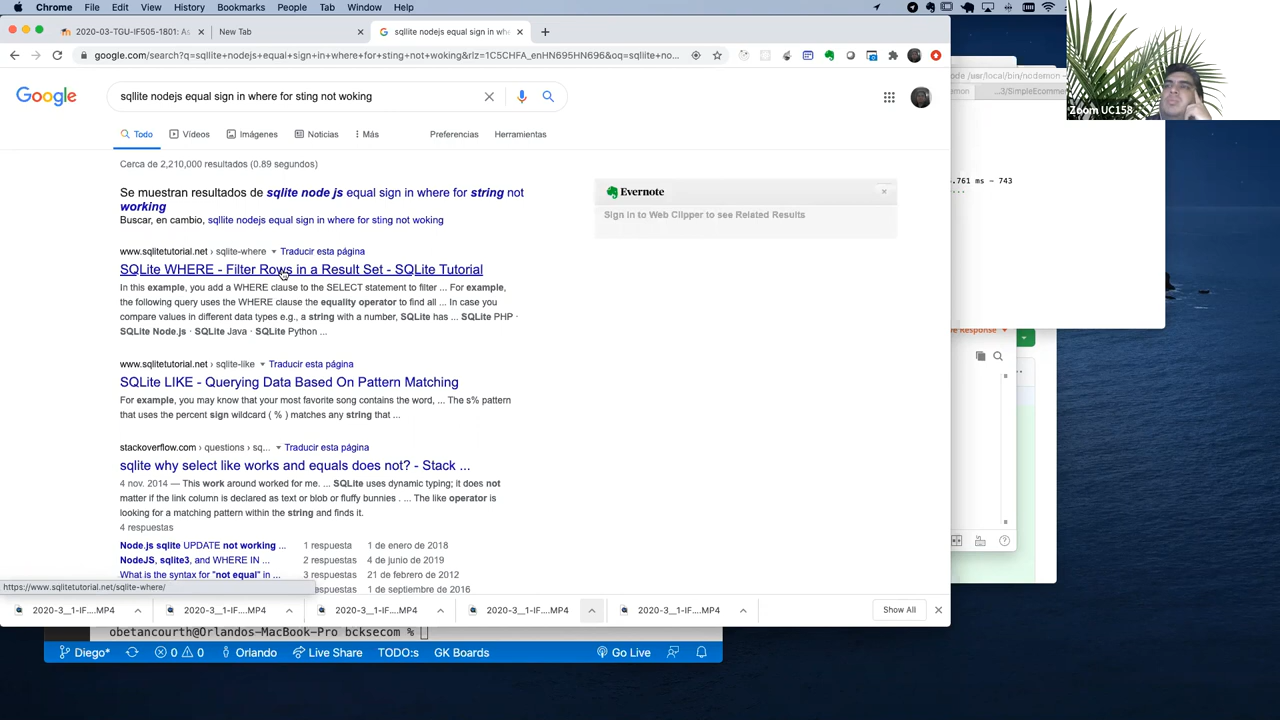 Chrome File Edit View History Bookmarks People Tab Window Help
2020-03-TGU-IF505-1801: As
New Tab
sqllite nodejs equal sign in whe
google.com/search?q=sqllite+nodejs+equal+sign+in+where+for+sting+not+woking&rlz=1C5CHFA_enHN695HN696&oq=sqllite+no...
Zoom UC158
ode /usr/local/bin/nodemon
emon
...3/SimpleEcommer
.761 ms - 743
Google
sqllite nodejs equal sign in where for sting not woking
Todo Vídeos Imágenes Noticias Más Preferencias Herramientas
Cerca de 2,210,000 resultados (0.89 segundos)
Se muestran resultados de sqlite node js equal sign in where for string not
working
Buscar, en cambio, sqllite nodejs equal sign in where for sting not woking
Evernote
Sign in to Web Clipper to see Related Results
www.sqlitetutorial.net › sqlite-where Traducir esta página
SQLite WHERE - Filter Rows in a Result Set - SQLite Tutorial
In this example, you add a WHERE clause to the SELECT statement to filter ... For example,
the following query uses the WHERE clause the equality operator to find all ... In case you
compare values in different data types e.g., a string with a number, SQLite has ... SQLite PHP ·
SQLite Node.js · SQLite Java · SQLite Python ...
www.sqlitetutorial.net › sqlite-like Traducir esta página
SQLite LIKE - Querying Data Based On Pattern Matching
For example, you may know that your most favorite song contains the word, ... The s% pattern
that uses the percent sign wildcard ( % ) matches any string that ...
stackoverflow.com › questions › sq... Traducir esta página
sqlite why select like works and equals does not? - Stack ...
4 nov. 2014 — This work around worked for me. ... SQLite uses dynamic typing; it does not
matter if the link column is declared as text or blob or fluffy bunnies . ... The like operator is
looking for a matching pattern within the string and finds it.
4 respuestas
Node.js sqlite UPDATE not working ... 1 respuesta 1 de enero de 2018
NodeJS, sqlite3, and WHERE IN ... 2 respuestas 4 de junio de 2019
What is the syntax for "not equal" in ... 3 respuestas 21 de febrero de 2012
respuestas 1 de septiembre de 2016
https://www.sqlitetutorial.net/sqlite-where/
e Response
2020-3__1-IF....MP4 2020-3__1-IF....MP4 2020-3__1-IF....MP4 2020-3__1-IF....MP4 2020-3__1-IF....MP4 Show All
obetancourth@Orlandos-MacBook-Pro bcksecom %
Diego* 0 0 Orlando Live Share TODO:s GK Boards Go Live